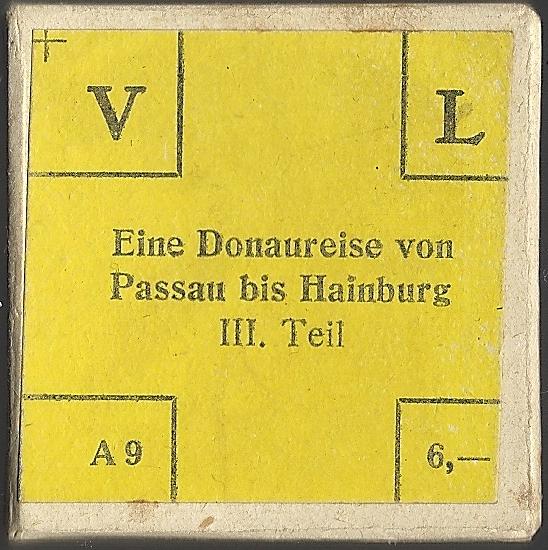 V
L
Eine Donaureise von
Passau bis Hainburg
III. Teil
A 9
6,—